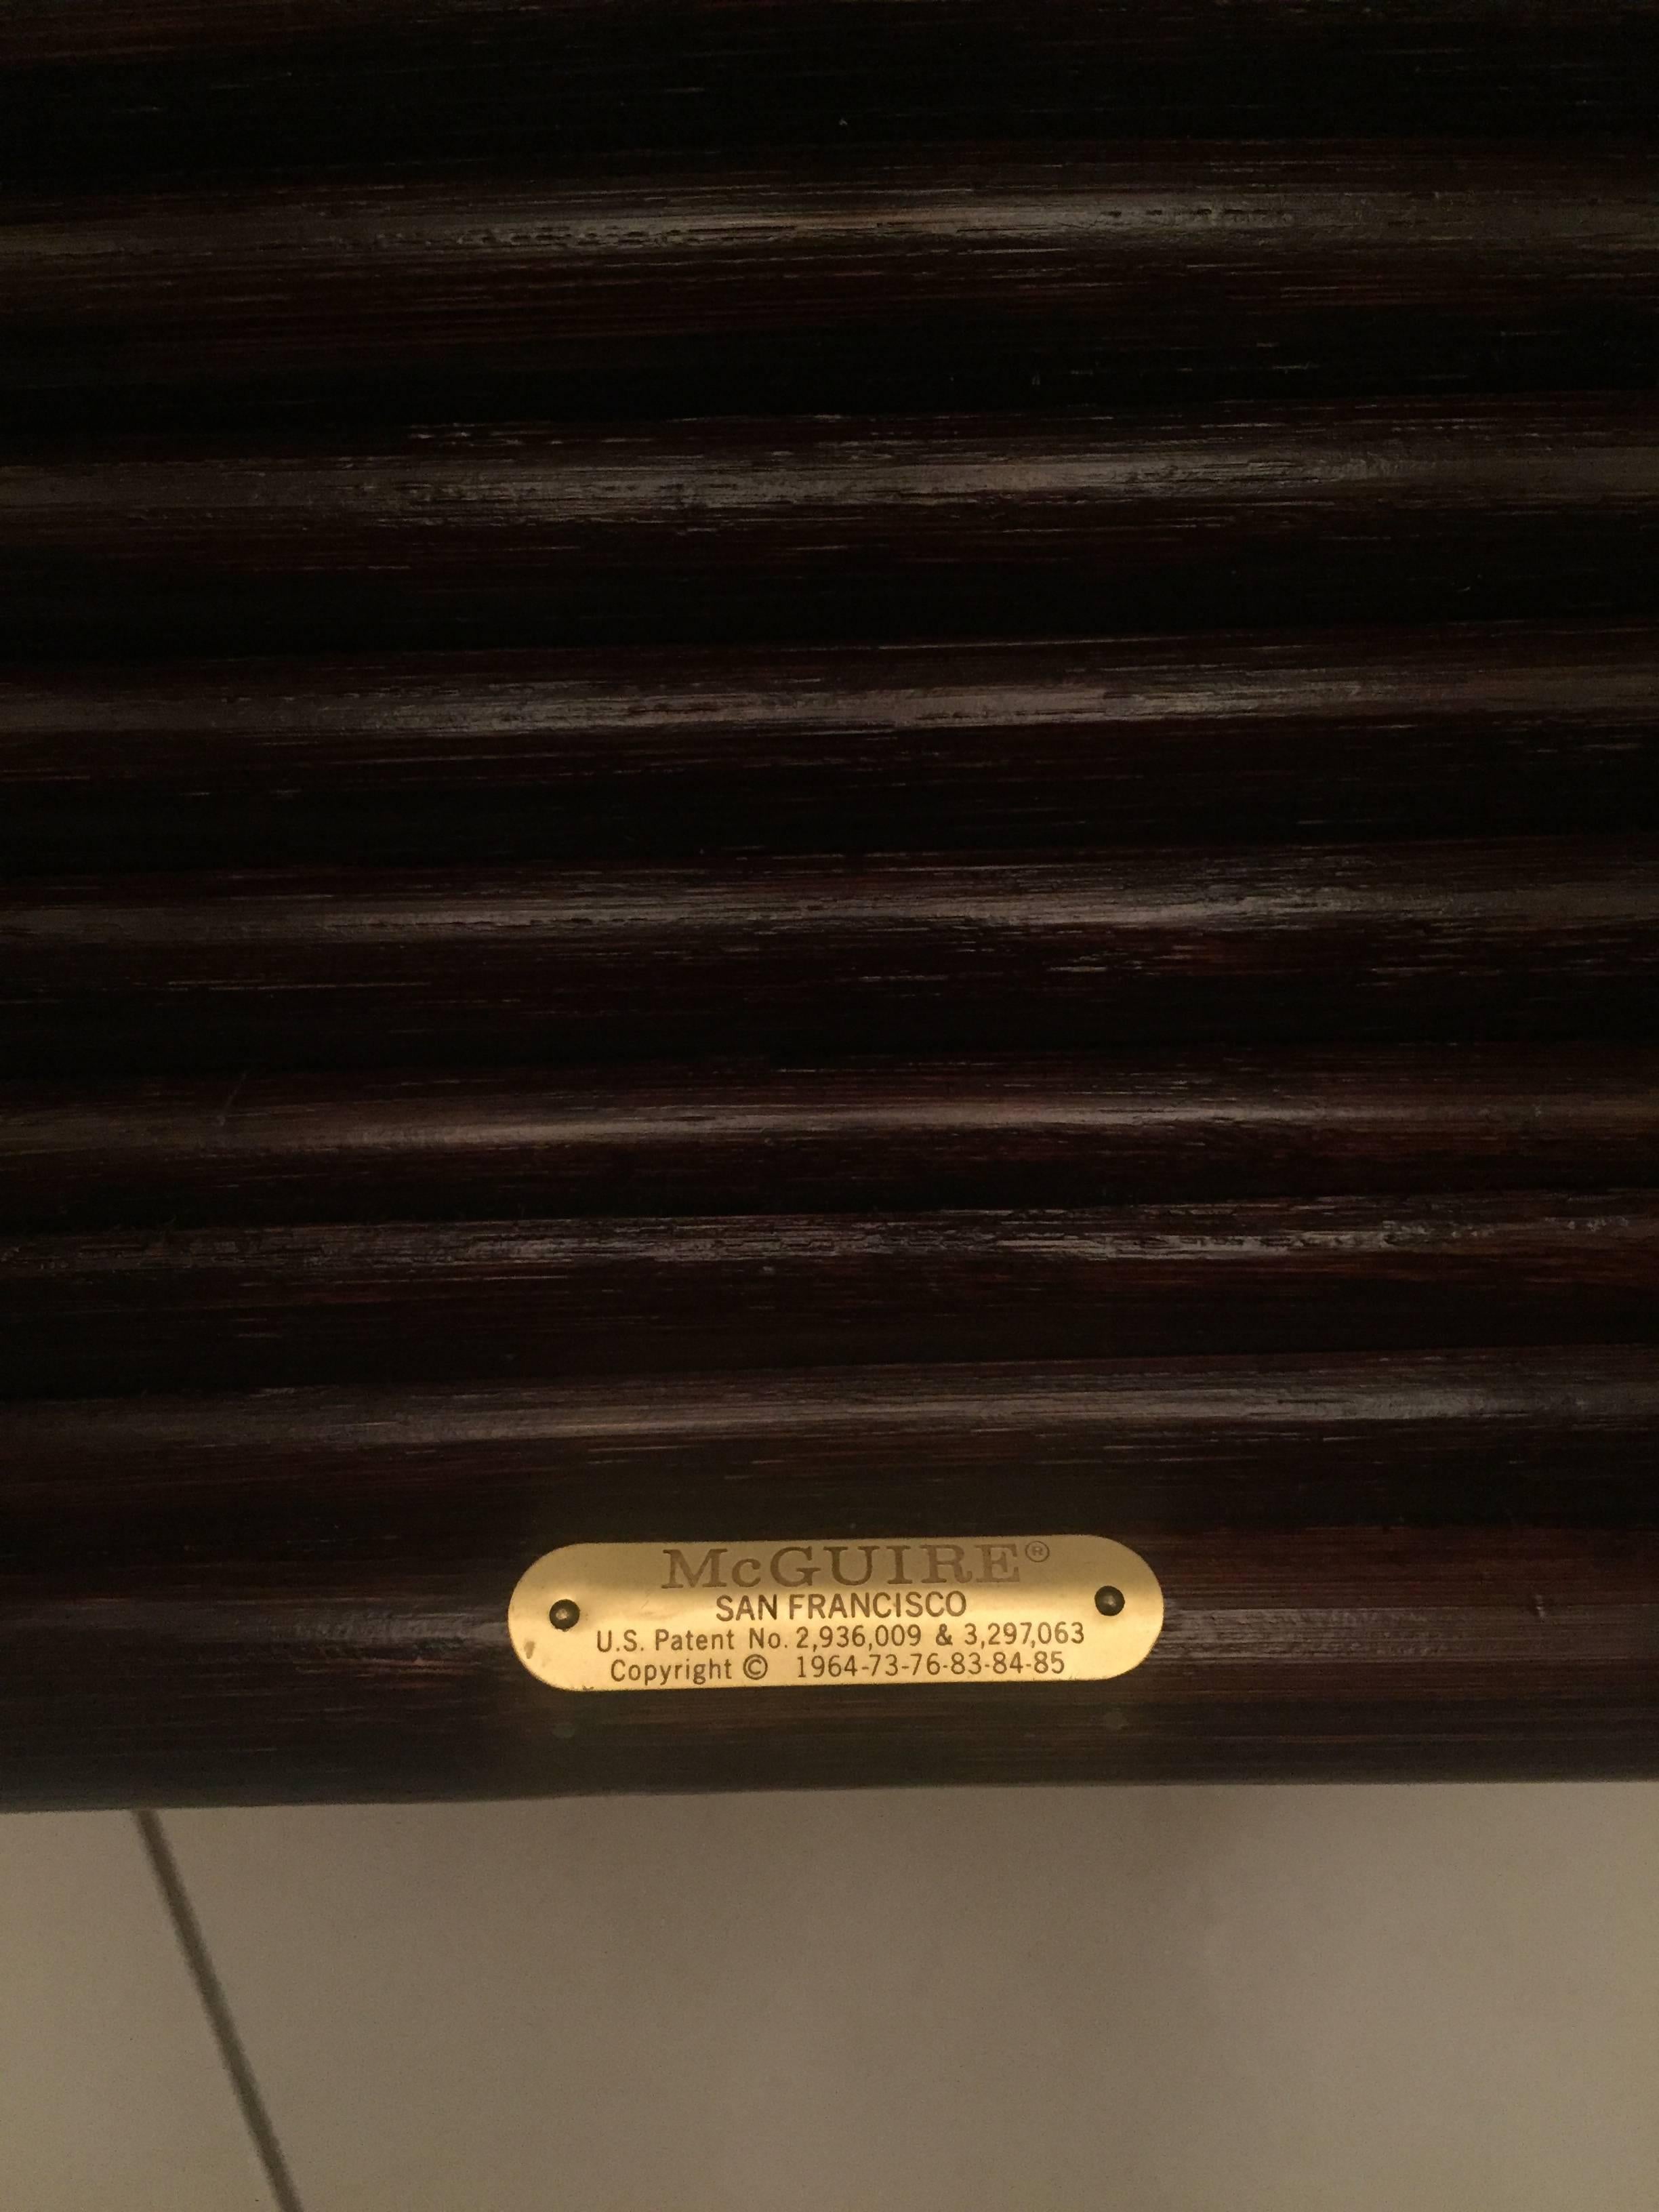 McGUIRE®
SAN FRANCISCO
U.S. Patent No. 2,936,009 & 3,297,063
Copyright © 1964-73-76-83-84-85